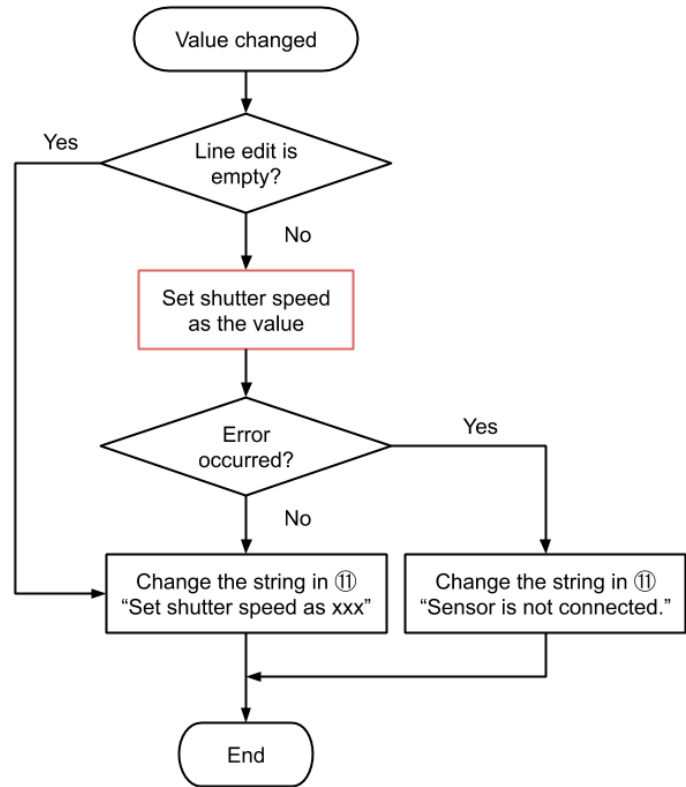 Value changed
Yes
Line edit is
empty?
No
Set shutter speed
as the value
Error
occurred?
Yes
No
Change the string in ⑪
“Set shutter speed as xxx”
Change the string in ⑪
“Sensor is not connected.”
End